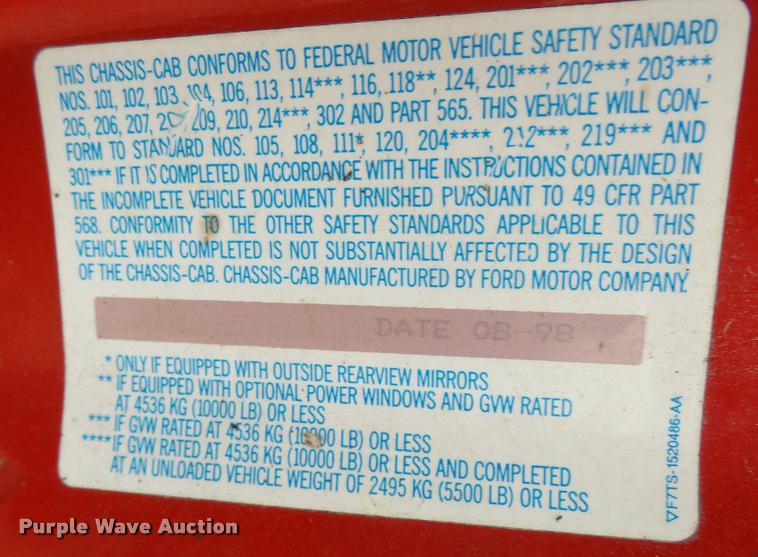 THIS CHASSIS-CAB CONFORMS TO FEDERAL MOTOR VEHICLE SAFETY STANDARD
NOS. 101, 102, 103, 104, 106, 113, 114***, 116, 118**, 124, 201***, 202***, 203***,
205, 206, 207, 209, 210, 214***, 302 AND PART 565. THIS VEHICLE WILL CON-
FORM TO STANDARD NOS. 105, 108, 111*, 120, 204****, 212***, 219*** AND
301*** IF IT IS COMPLETED IN ACCORDANCE WITH THE INSTRUCTIONS CONTAINED IN
THE INCOMPLETE VEHICLE DOCUMENT FURNISHED PURSUANT TO 49 CFR PART
568. CONFORMITY TO THE OTHER SAFETY STANDARDS APPLICABLE TO THIS
VEHICLE WHEN COMPLETED IS NOT SUBSTANTIALLY AFFECTED BY THE DESIGN
OF THE CHASSIS-CAB. CHASSIS-CAB MANUFACTURED BY FORD MOTOR COMPANY.
DATE 08 98
* ONLY IF EQUIPPED WITH OUTSIDE REARVIEW MIRRORS
** IF EQUIPPED WITH OPTIONAL POWER WINDOWS AND GVW RATED
AT 4536 KG (10000 LB) OR LESS
*** IF GVW RATED AT 4536 KG (10000 LB) OR LESS
**** IF GVW RATED AT 4536 KG (10000 LB) OR LESS AND COMPLETED
AT AN UNLOADED VEHICLE WEIGHT OF 2495 KG (5500 LB) OR LESS
▽F7TS-1520486-AA
Purple Wave Auction